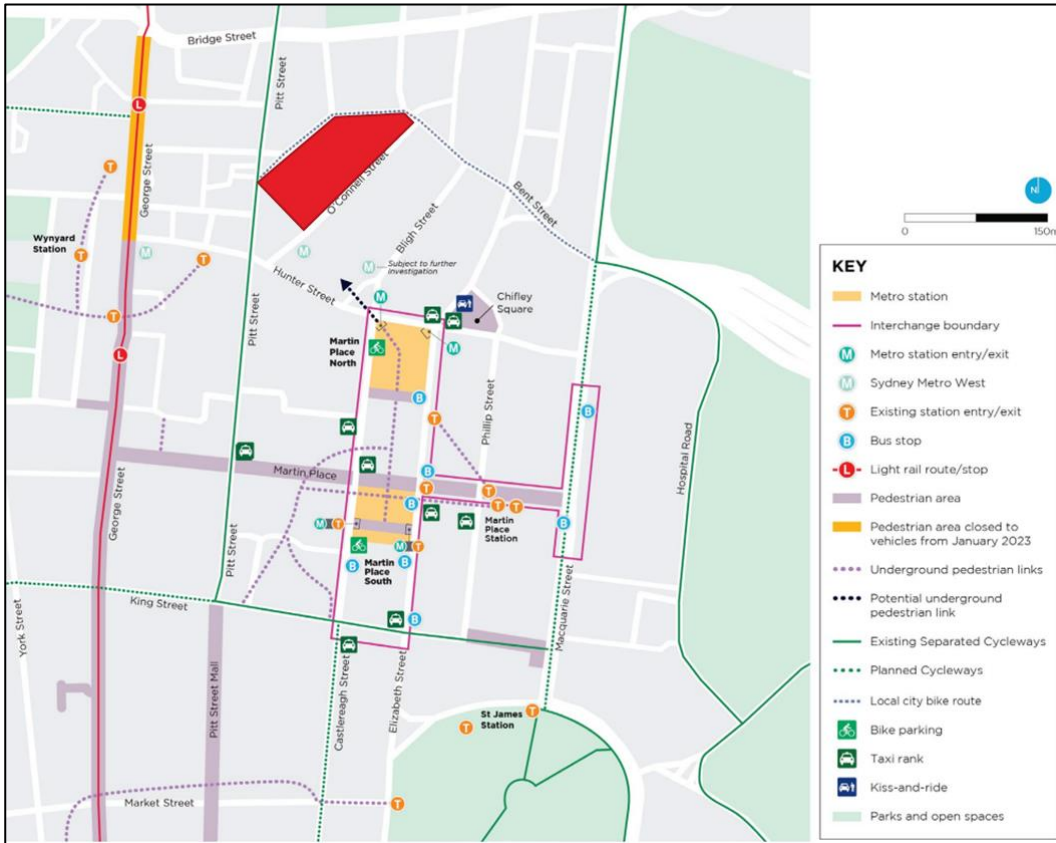 Bridge Street
Pitt Street
L
George Street
T
O'Connell Street
Bent Street
Bligh Street
Wynyard
Station
T
M
T
M
M
Subject to further
investigation
Hunter Street
T
Pitt Street
M
Chifley
Square
L
Martin
Place
North
M
B
T
B
Phillip Street
Hospital Road
Martin Place
B
T
T
T
T
B
George Street
M
T
Martin
Place
Station
B
Pitt Street
M
T
B
Martin
Place
South
B
King Street
B
York Street
Pitt Street Mall
Castlereagh Street
Elizabeth Street
Macquarie Street
St James
Station
T
T
Market Street
T
N
0
150m
KEY
Metro station
Interchange boundary
M Metro station entry/exit
M Sydney Metro West
T Existing station entry/exit
B Bus stop
L Light rail route/stop
Pedestrian area
Pedestrian area closed to
vehicles from January 2023
Underground pedestrian links
Potential underground
pedestrian link
Existing Separated Cycleways
Planned Cycleways
Local city bike route
Bike parking
Taxi rank
Kiss-and-ride
Parks and open spaces